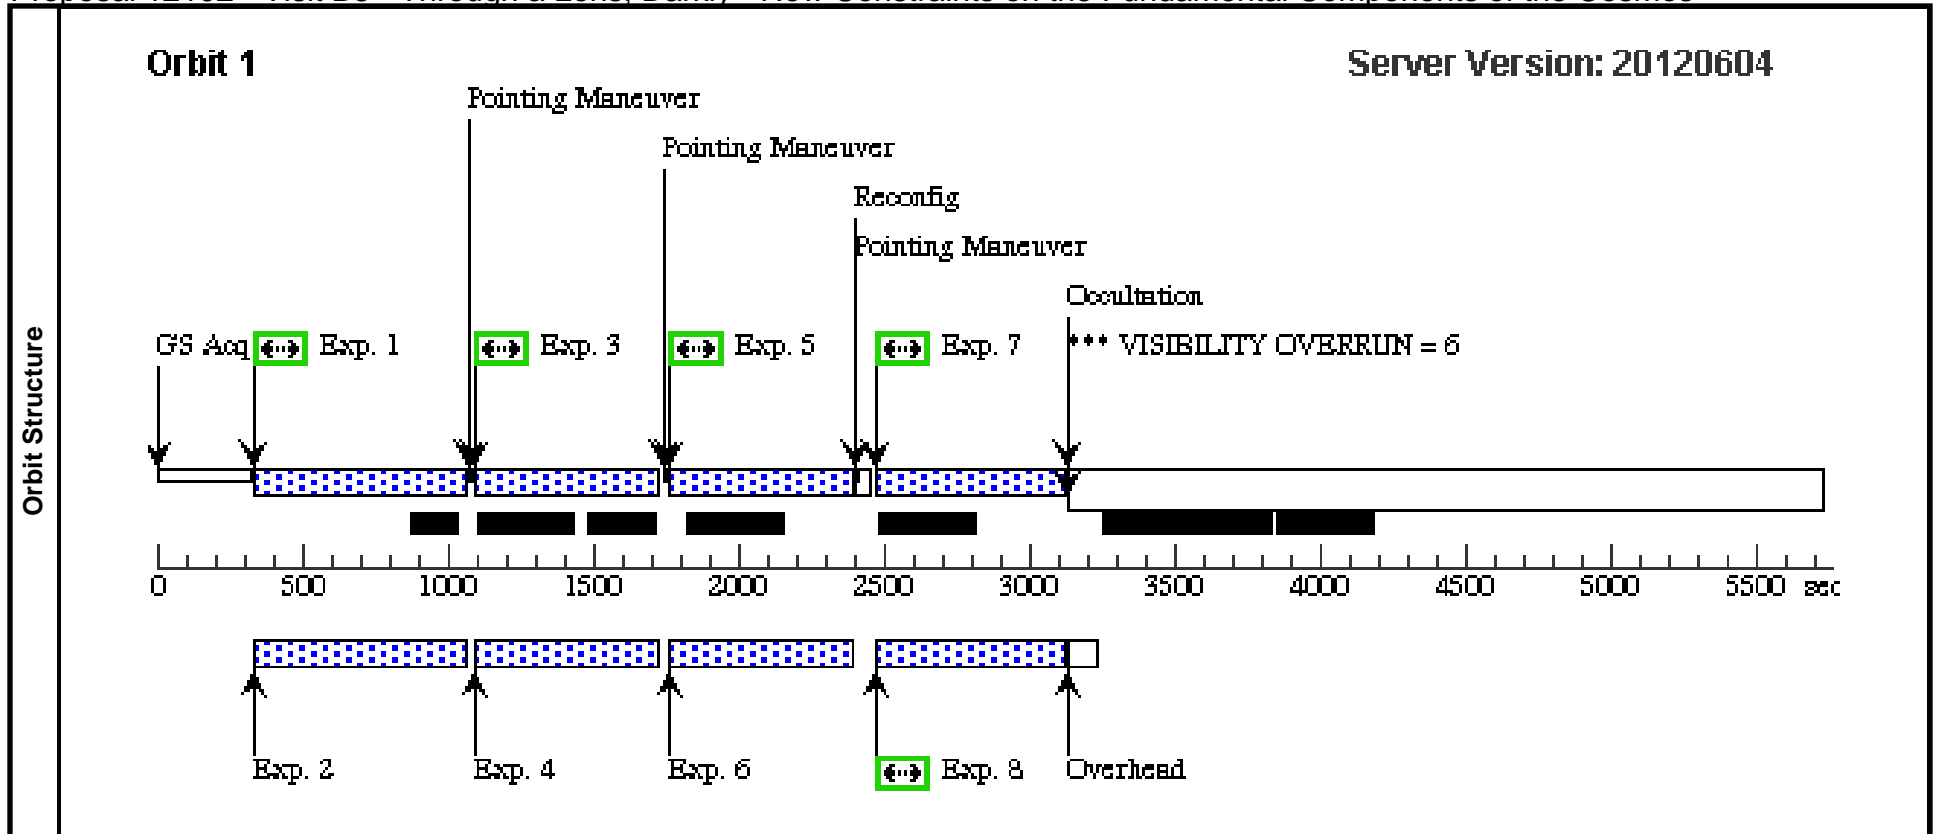 Orbit 1
Server Version: 20120604
Pointing Maneuver
Pointing Maneuver
Reconfig
Pointing Maneuver
Occultation
GS Acq
Exp. 1
Exp. 3
Exp. 5
Exp. 7
*** VISIBILITY OVERRUN = 6
Orbit Structure
0 500 1000 1500 2000 2500 3000 3500 4000 4500 5000 5500 sec
Exp. 2
Exp. 4
Exp. 6
Exp. 8
Overhead